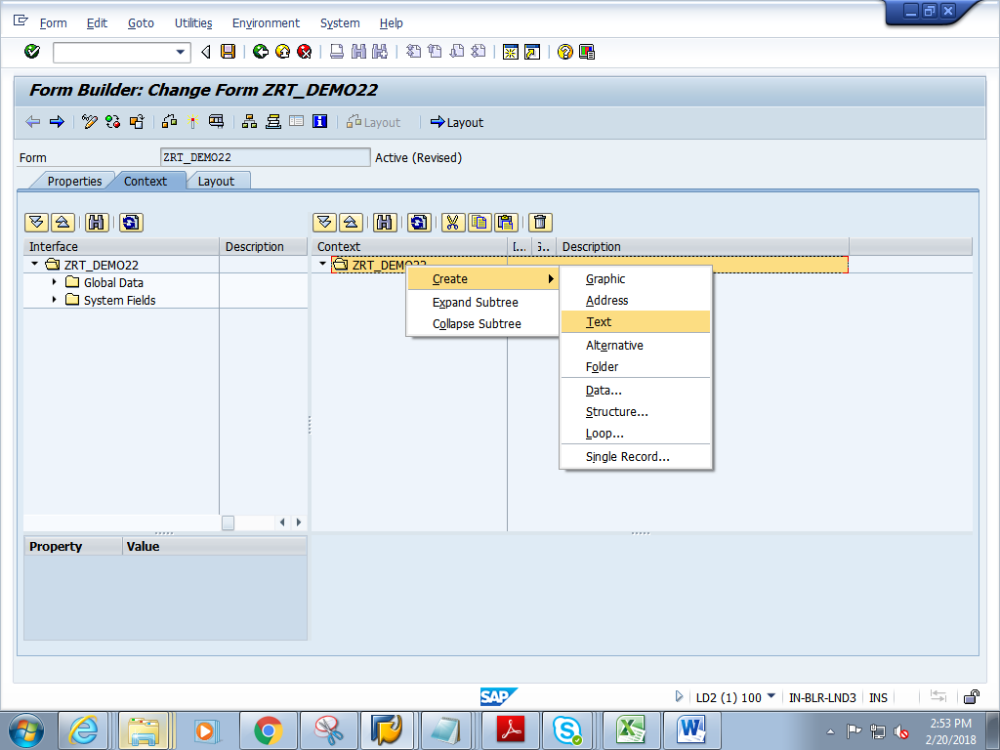 Form Edit Goto Utilities Environment System Help
Form Builder: Change Form ZRT_DEMO22
Layout Layout
Form ZRT_DEMO22 Active (Revised)
Properties Context Layout
Interface Description
Context I... S.. Description
ZRT_DEMO22
Global Data
System Fields
ZRT_DEMO22
Create
Expand Subtree
Collapse Subtree
Graphic
Address
Text
Alternative
Folder
Data...
Structure...
Loop...
Single Record...
Property Value
SAP
LD2 (1) 100 IN-BLR-LND3 INS
2:53 PM
2/20/2018